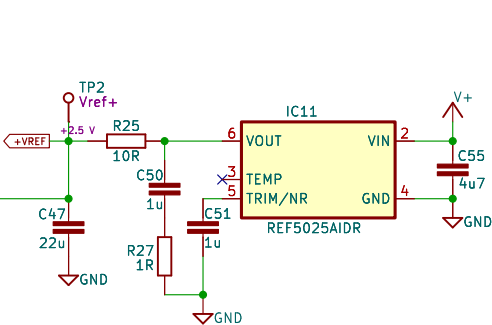 TP2
Vref+
+2.5 V
+VREF
R25
10R
IC11
V+
6
VOUT
VIN
2
3
TEMP
5
TRIM/NR
GND
4
REF5025AIDR
C50
1u
C55
4u7
GND
C47
22u
GND
C51
1u
R27
1R
GND